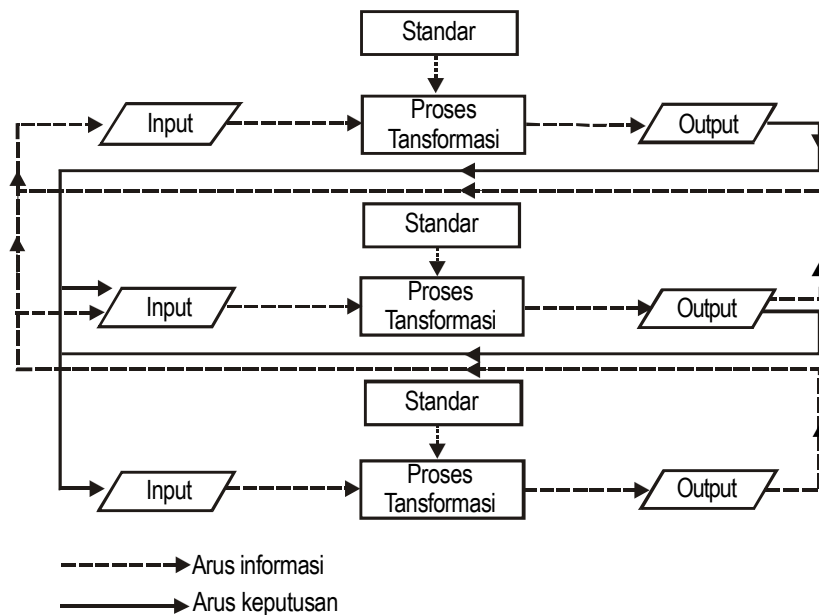 Standar
Input
Proses
Tansformasi
Output
Standar
Input
Proses
Tansformasi
Output
Standar
Input
Proses
Tansformasi
Output
Arus informasi
Arus keputusan